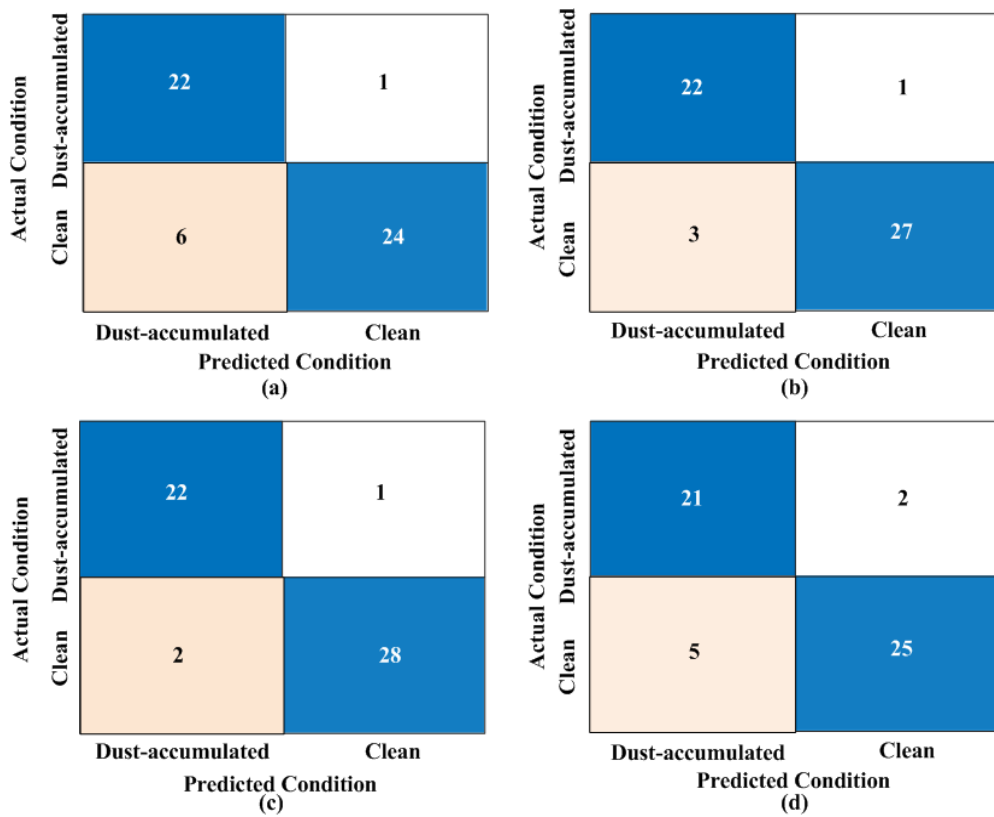 Actual Condition
Dust-accumulated
Clean
22
1
6
24
Dust-accumulated
Clean
Predicted Condition
(a)
Actual Condition
Dust-accumulated
Clean
22
1
3
27
Dust-accumulated
Clean
Predicted Condition
(b)
Actual Condition
Dust-accumulated
Clean
22
1
2
28
Dust-accumulated
Clean
Predicted Condition
(c)
Actual Condition
Dust-accumulated
Clean
21
2
5
25
Dust-accumulated
Clean
Predicted Condition
(d)